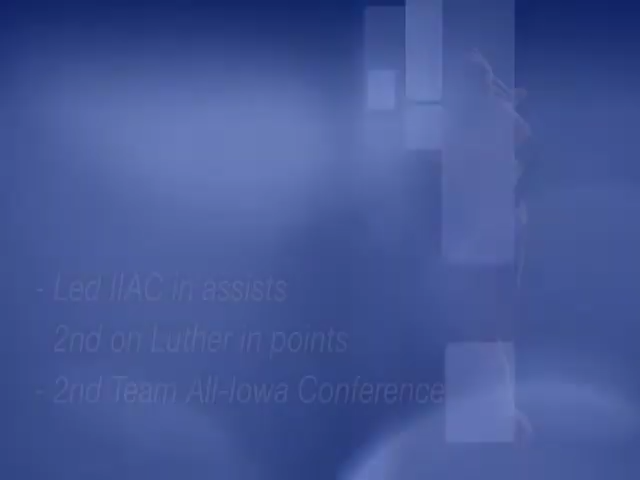 - Led IIAC in assists
2nd on Luther in points
- 2nd Team All-Iowa Conference